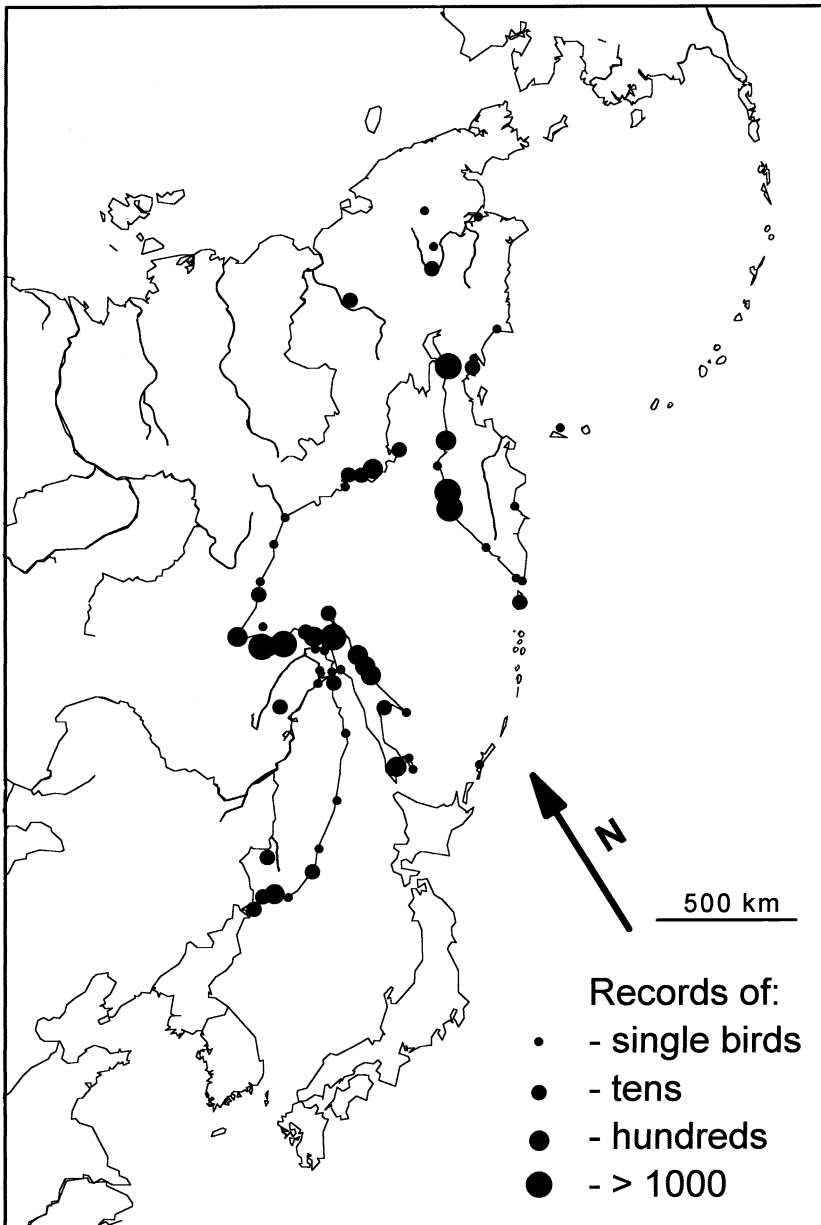 N
500 km
Records of:
- single birds
- tens
- hundreds
- > 1000